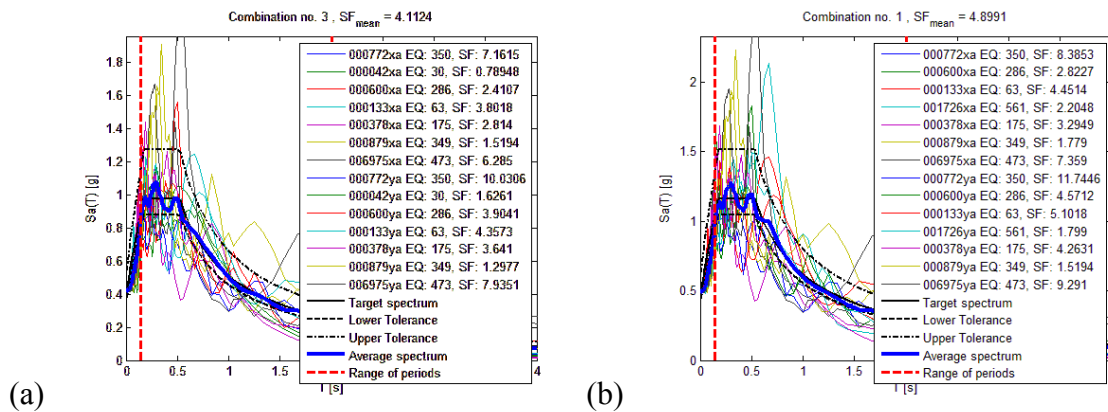 Combination no. 3 , SFmean = 4.1124
1.8
1.6
1.4
1.2
1
0.8
0.6
0.4
0.2
0
Sa(T) [g]
0
0.5
1
1.5
4
T [s]
000772xa EQ: 350, SF: 7.1615
000042xa EQ: 30, SF: 0.78948
000600xa EQ: 286, SF: 2.4107
000133xa EQ: 63, SF: 3.8018
000378xa EQ: 175, SF: 2.814
000879xa EQ: 349, SF: 1.5194
006975xa EQ: 473, SF: 6.285
000772ya EQ: 350, SF: 10.0306
000042ya EQ: 30, SF: 1.6261
000600ya EQ: 286, SF: 3.9041
000133ya EQ: 63, SF: 4.3573
000378ya EQ: 175, SF: 3.641
000879ya EQ: 349, SF: 1.2977
006975ya EQ: 473, SF: 7.9351
Target spectrum
Lower Tolerance
Upper Tolerance
Average spectrum
Range of periods
(a)
Combination no. 1 , SFmean = 4.8991
2
1.5
1
0.5
0
Sa(T) [g]
0
0.5
1
1.5
4
T [s]
000772xa EQ: 350, SF: 8.3853
000600xa EQ: 286, SF: 2.8227
000133xa EQ: 63, SF: 4.4514
001726xa EQ: 561, SF: 2.2048
000378xa EQ: 175, SF: 3.2949
000879xa EQ: 349, SF: 1.779
006975xa EQ: 473, SF: 7.359
000772ya EQ: 350, SF: 11.7446
000600ya EQ: 286, SF: 4.5712
000133ya EQ: 63, SF: 5.1018
001726ya EQ: 561, SF: 1.799
000378ya EQ: 175, SF: 4.2631
000879ya EQ: 349, SF: 1.5194
006975ya EQ: 473, SF: 9.291
Target spectrum
Lower Tolerance
Upper Tolerance
Average spectrum
Range of periods
(b)